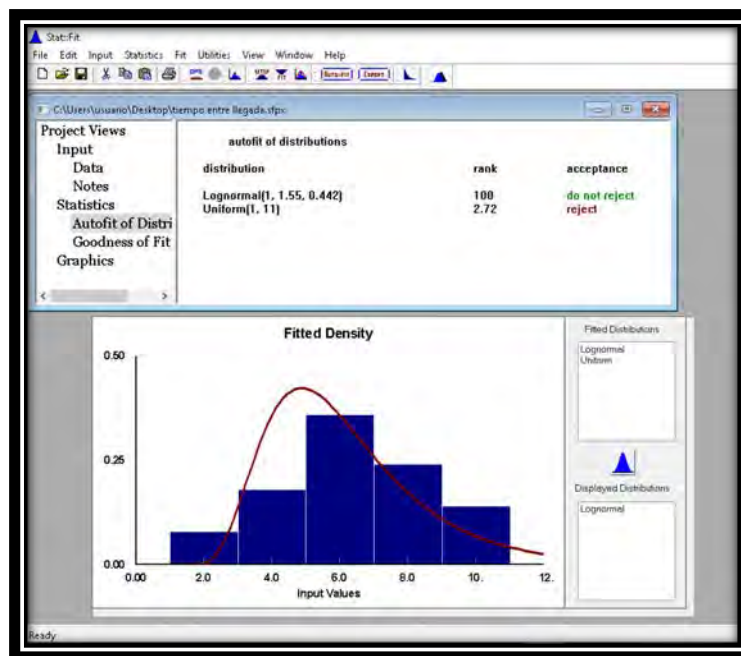 Stat::Fit
File Edit Input Statistics Fit Utilities View Window Help
C:\Users\usuario\Desktop\tiempo entre llegada.sfpx
Project Views
Input
Data
Notes
Statistics
Autofit of Distri
Goodness of Fit
Graphics
autofit of distributions
distribution rank acceptance
Lognormal(1, 1.55, 0.442) 100 do not reject
Uniform(1, 11) 2.72 reject
Fitted Density
0.50
0.25
0.00
0.00 2.0 4.0 6.0 8.0 10. 12.
Input Values
Fitted Distributions
Lognormal
Uniform
Displayed Distributions
Lognormal
Ready